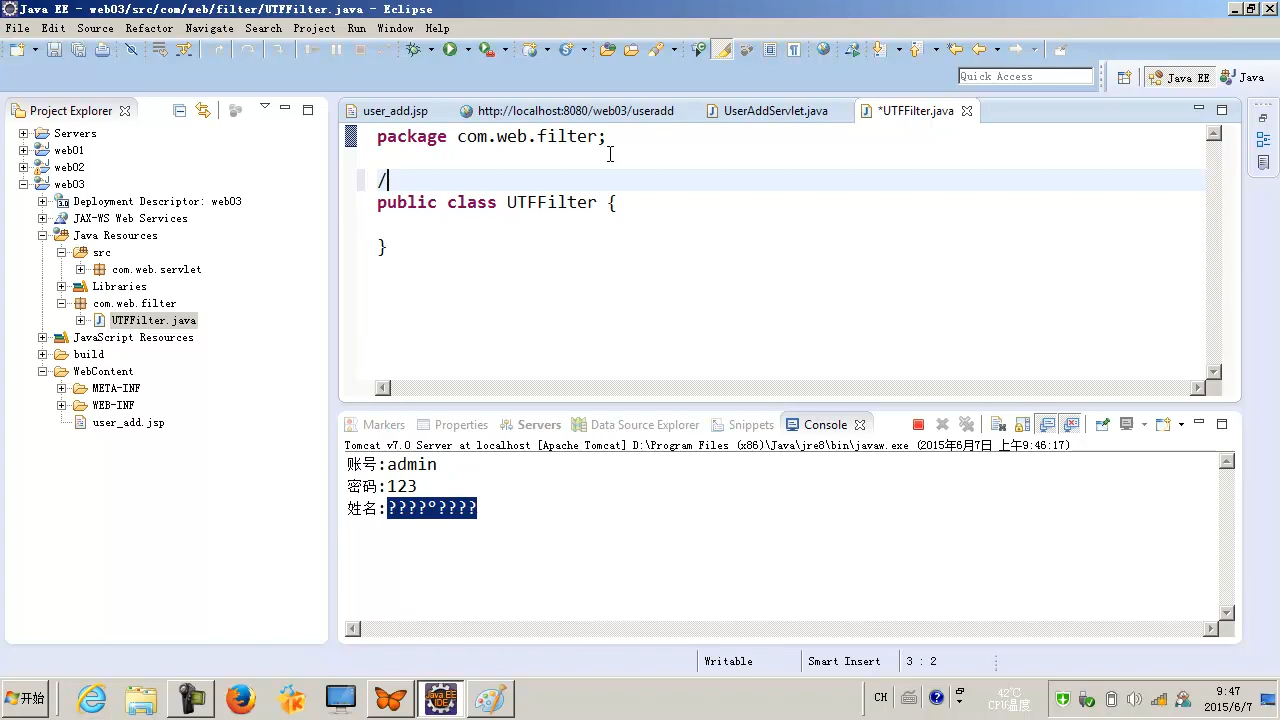 Java EE - web03/src/com/web/filter/UTFFilter.java - Eclipse
File Edit Source Refactor Navigate Search Project Run Window Help
Quick Access
Java EE
Java
Project Explorer
user_add.jsp
http://localhost:8080/web03/useradd
UserAddServlet.java
*UTFFilter.java
Servers
web01
web02
web03
Deployment Descriptor: web03
JAX-WS Web Services
Java Resources
src
com.web.servlet
Libraries
com.web.filter
UTFFilter.java
JavaScript Resources
build
WebContent
META-INF
WEB-INF
user_add.jsp
package com.web.filter;
/
public class UTFFilter {
}
Markers
Properties
Servers
Data Source Explorer
Snippets
Console
Tomcat v7.0 Server at localhost [Apache Tomcat] D:\Program Files (x86)\Java\jre8\bin\javaw.exe (2015年6月7日 上午9:46:17)
账号:admin
密码:123
姓名:????º????
Writable
Smart Insert
3 : 2
开始
Java EE
IDE
CH
42℃
CPU温度
9:47
2015/6/7